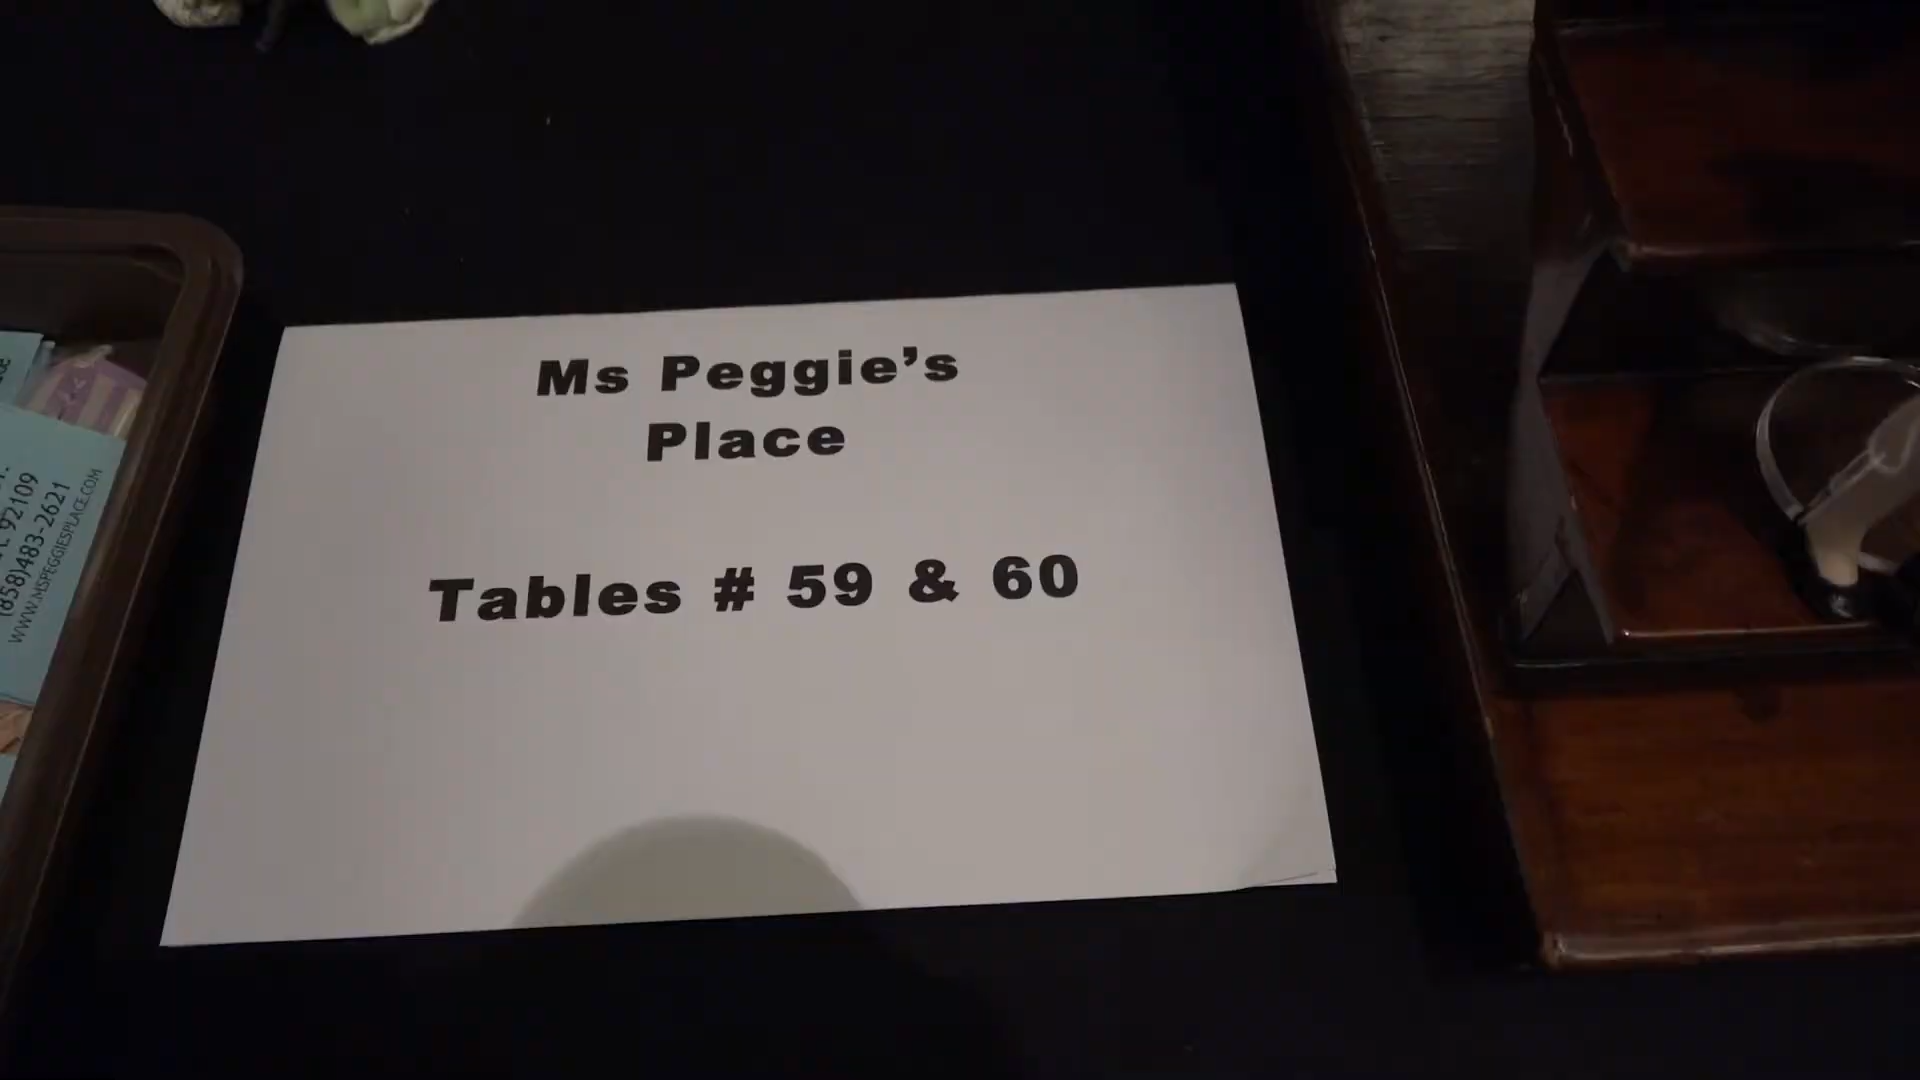 Ms Peggie's
Place
Tables # 59 & 60
92109
(858)483-2621
WWW.MSPEGGIESPLACE.COM